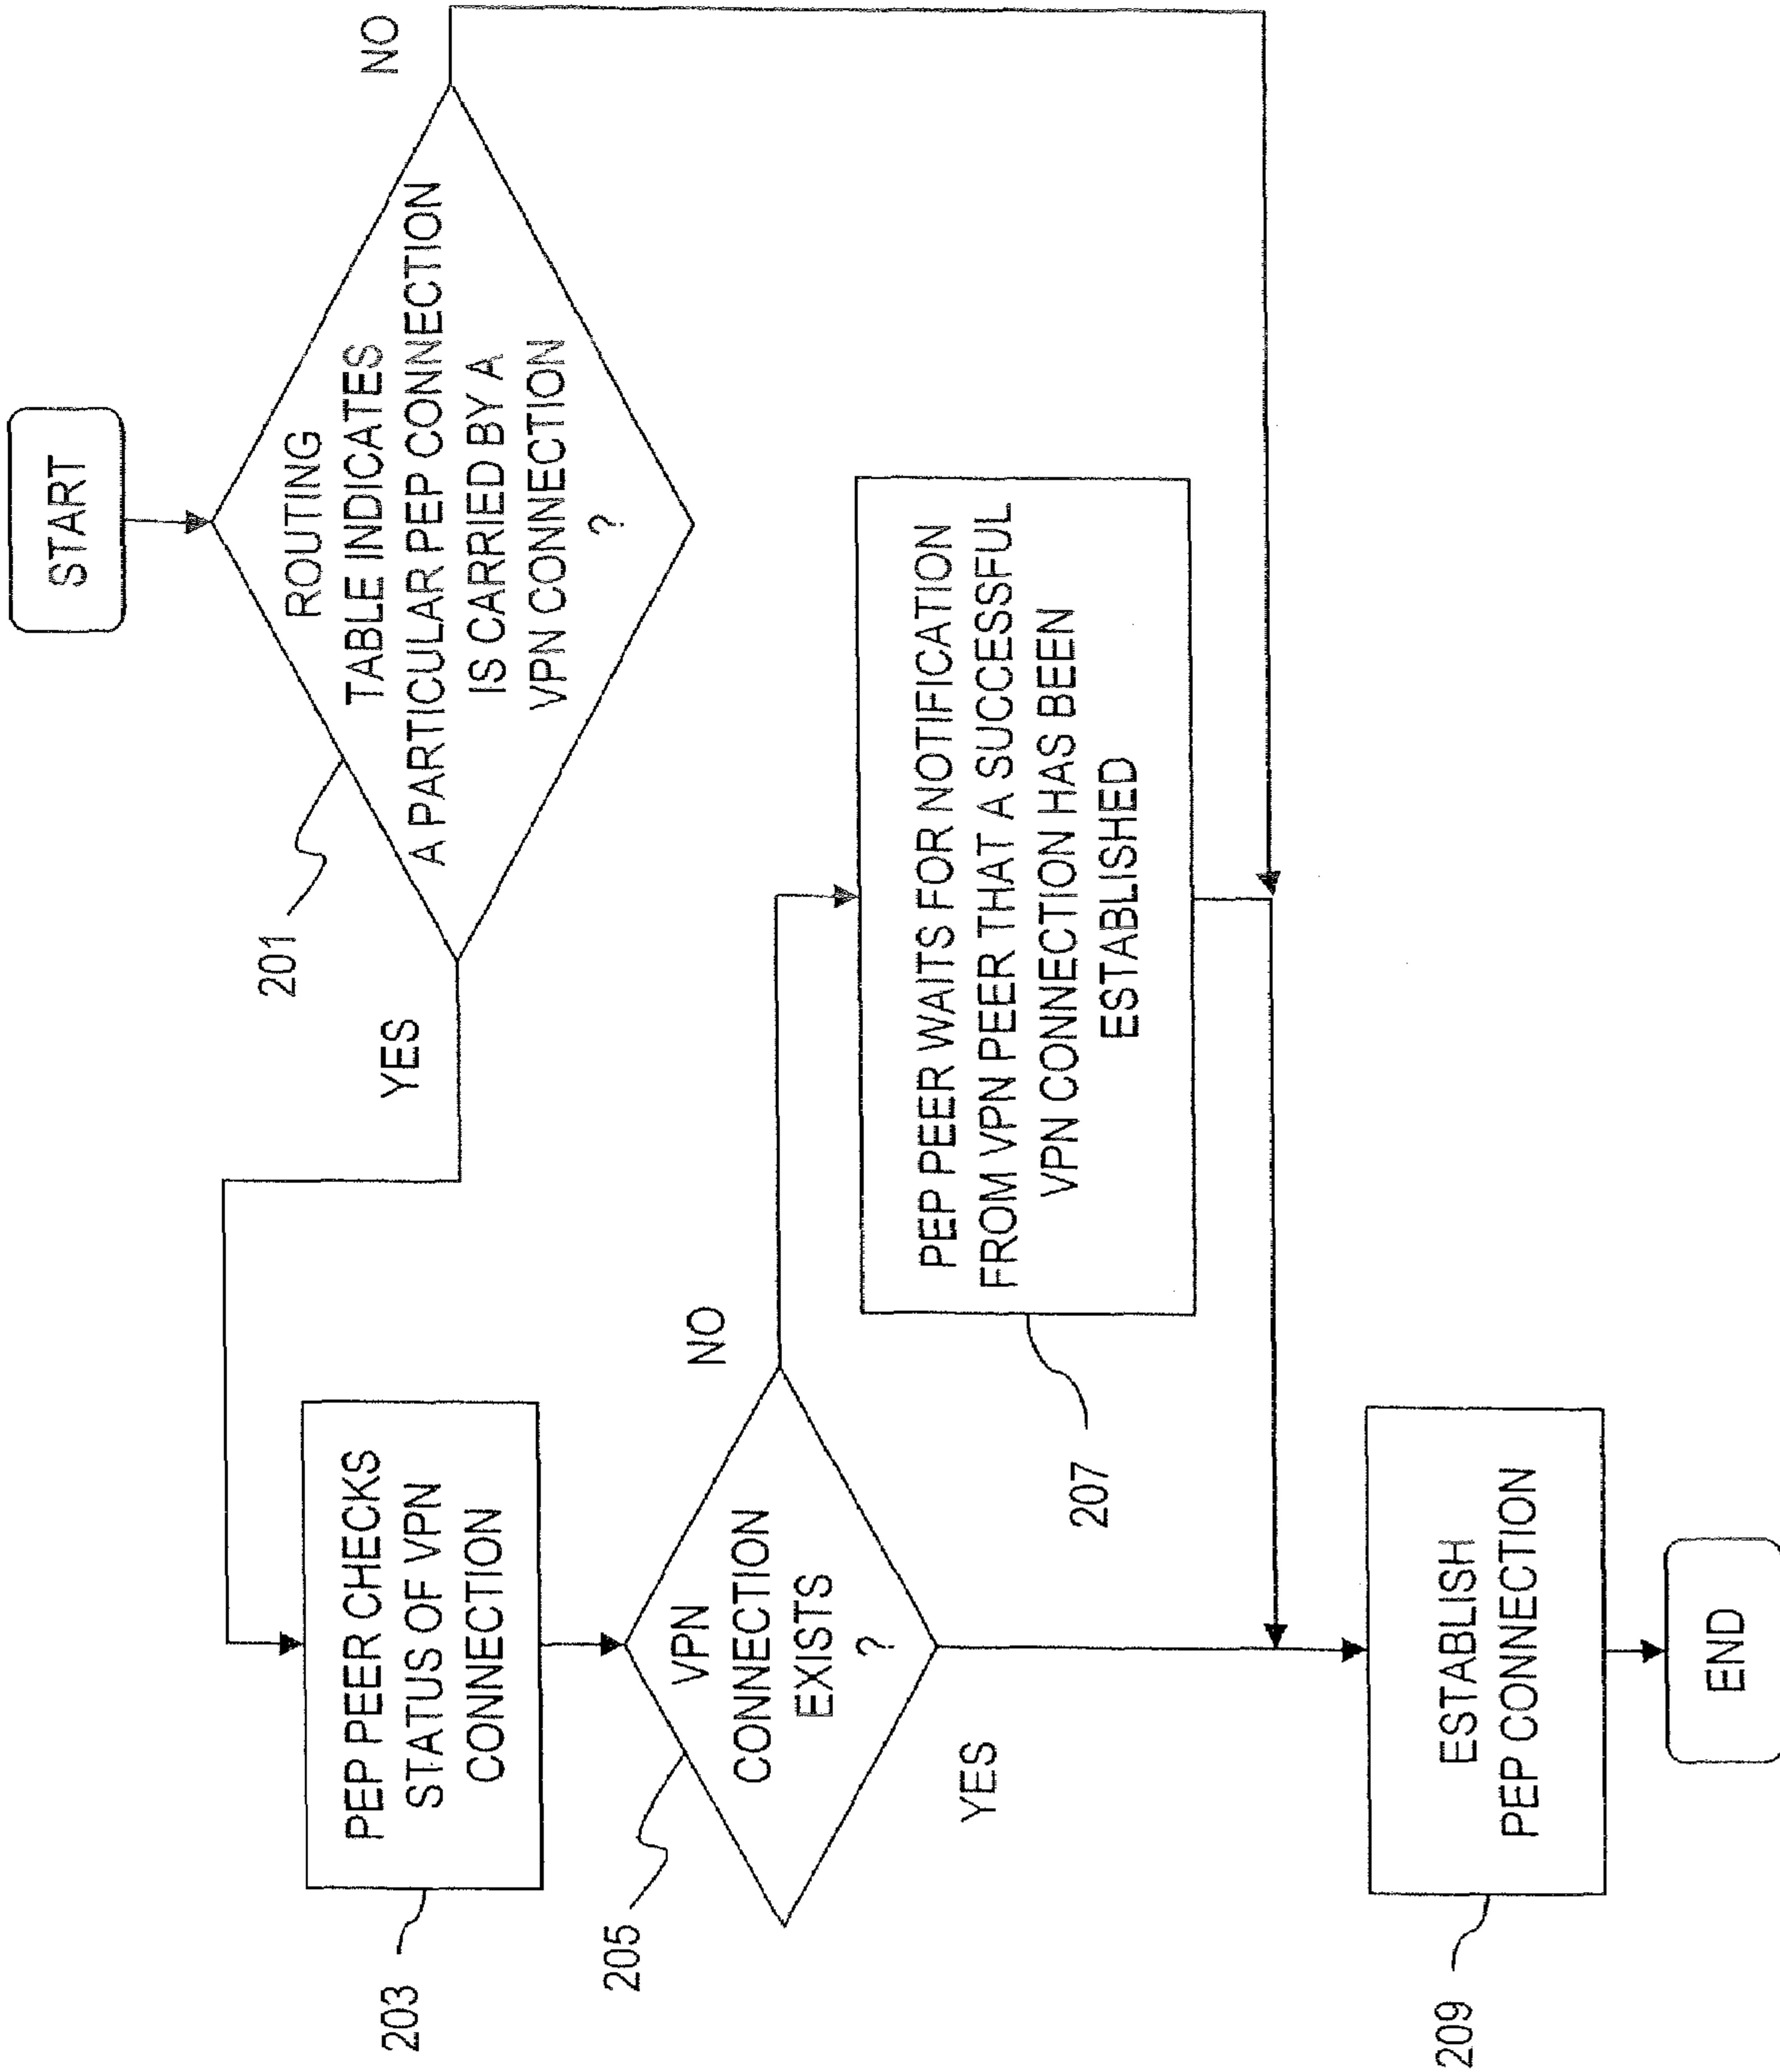 START
ROUTING
TABLE INDICATES
A PARTICULAR PEP CONNECTION
IS CARRIED BY A
VPN CONNECTION
?
201
YES
NO
PEP PEER CHECKS
STATUS OF VPN
CONNECTION
203
VPN
CONNECTION
EXISTS
?
205
NO
YES
PEP PEER WAITS FOR NOTIFICATION
FROM VPN PEER THAT A SUCCESSFUL
VPN CONNECTION HAS BEEN
ESTABLISHED
207
ESTABLISH
PEP CONNECTION
209
END